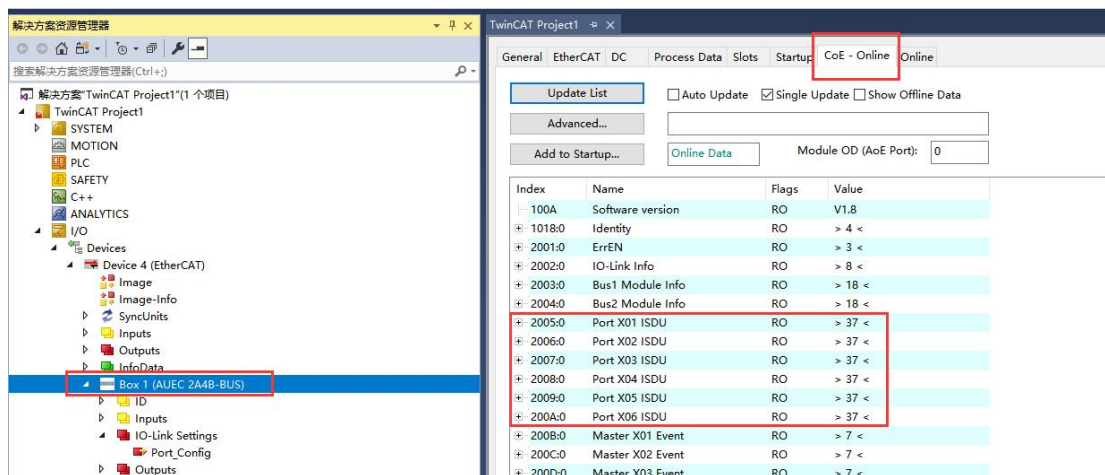 解决方案资源管理器
搜索解决方案资源管理器(Ctrl+;)
解决方案"TwinCAT Project1"(1 个项目)
TwinCAT Project1
SYSTEM
MOTION
PLC
SAFETY
C++
ANALYTICS
I/O
Devices
Device 4 (EtherCAT)
Image
Image-Info
SyncUnits
Inputs
Outputs
InfoData
Box 1 (AUEC 2A4B-BUS)
ID
Inputs
IO-Link Settings
Port_Config
Outputs
TwinCAT Project1
General EtherCAT DC Process Data Slots Startup CoE - Online Online
Update List Auto Update Single Update Show Offline Data
Advanced...
Add to Startup... Online Data Module OD (AoE Port): 0
Index Name Flags Value
100A Software version RO V1.8
1018:0 Identity RO > 4 <
2001:0 ErrEN RO > 3 <
2002:0 IO-Link Info RO > 8 <
2003:0 Bus1 Module Info RO > 18 <
2004:0 Bus2 Module Info RO > 18 <
2005:0 Port X01 ISDU RO > 37 <
2006:0 Port X02 ISDU RO > 37 <
2007:0 Port X03 ISDU RO > 37 <
2008:0 Port X04 ISDU RO > 37 <
2009:0 Port X05 ISDU RO > 37 <
200A:0 Port X06 ISDU RO > 37 <
200B:0 Master X01 Event RO > 7 <
200C:0 Master X02 Event RO > 7 <
200D:0 Master X03 Event RO > 7 <